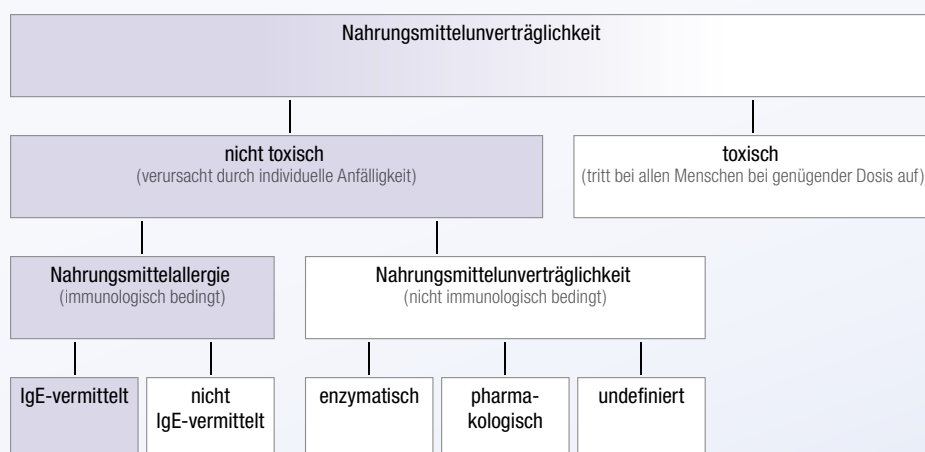 Nahrungsmittelunverträglichkeit
nicht toxisch
(verursacht durch individuelle Anfälligkeit)
toxisch
(tritt bei allen Menschen bei genügender Dosis auf)
Nahrungsmittelallergie
(immunologisch bedingt)
Nahrungsmittelunverträglichkeit
(nicht immunologisch bedingt)
IgE-vermittelt
nicht
IgE-vermittelt
enzymatisch
pharma-
kologisch
undefiniert